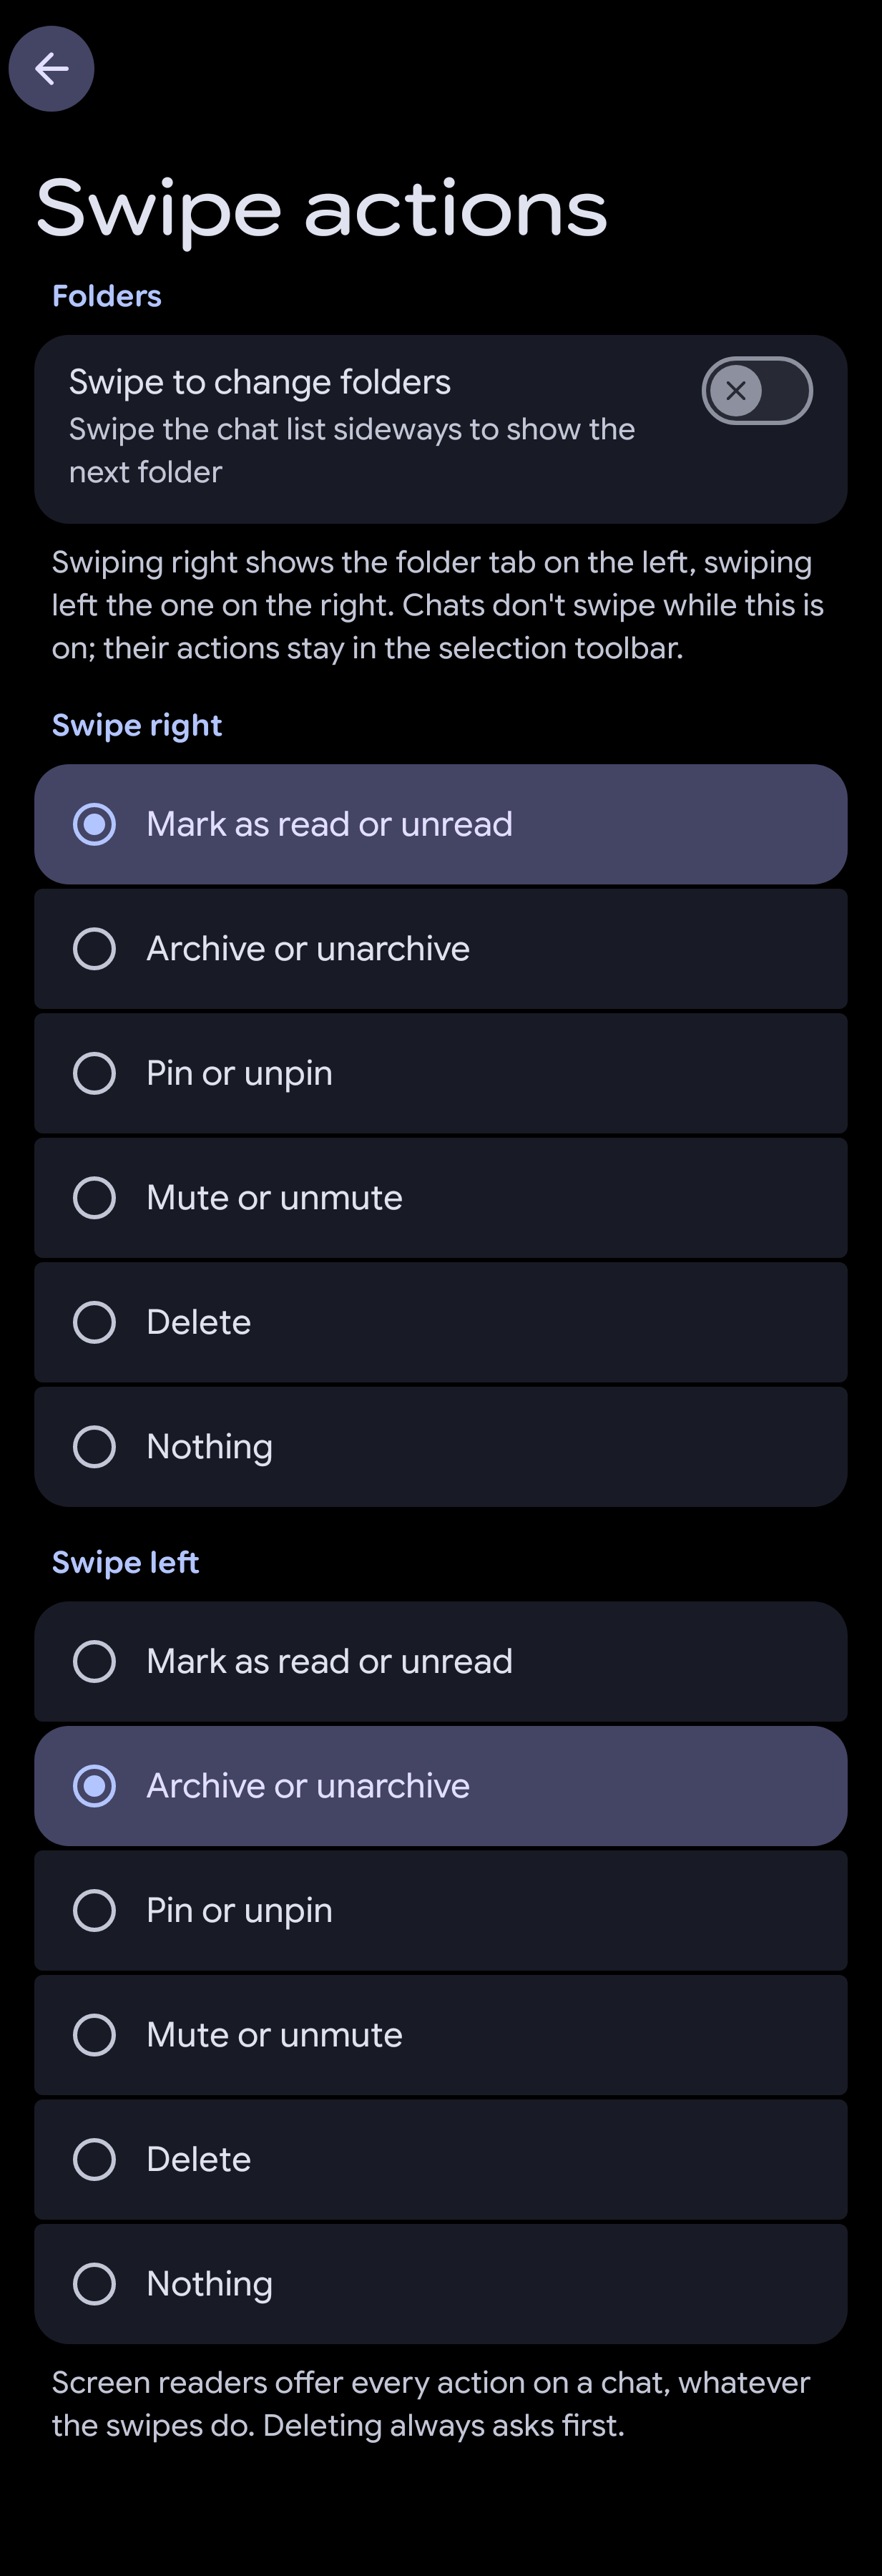 Swipe actions
Folders
Swipe to change folders
Swipe the chat list sideways to show the
next folder
Swiping right shows the folder tab on the left, swiping
left the one on the right. Chats don't swipe while this is
on; their actions stay in the selection toolbar.
Swipe right
Mark as read or unread
Archive or unarchive
Pin or unpin
Mute or unmute
Delete
Nothing
Swipe left
Mark as read or unread
Archive or unarchive
Pin or unpin
Mute or unmute
Delete
Nothing
Screen readers offer every action on a chat, whatever
the swipes do. Deleting always asks first.